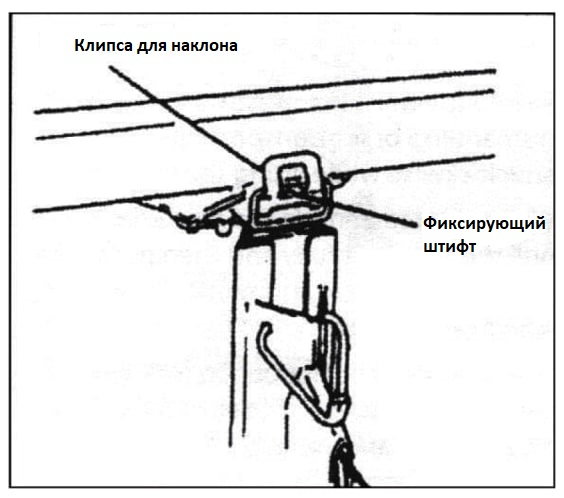 Клипса для наклона
Фиксирующий
штифт